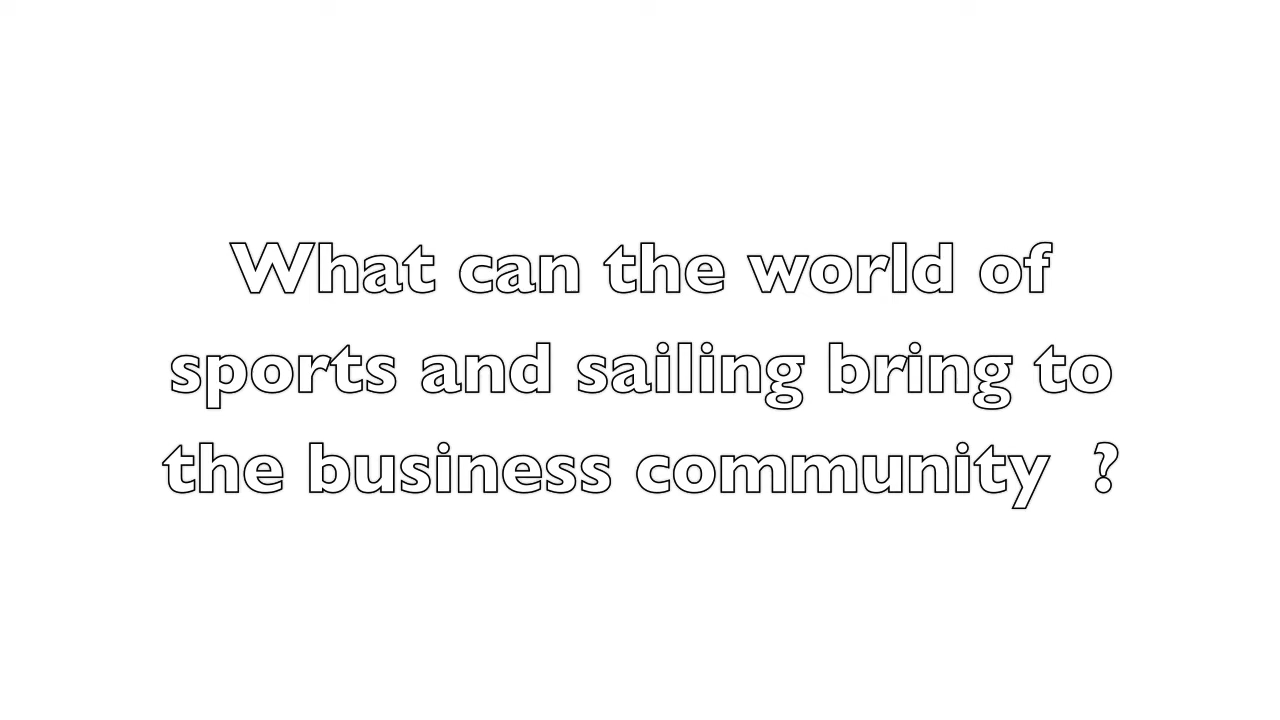 What can the world of
sports and sailing bring to
the business community  ?